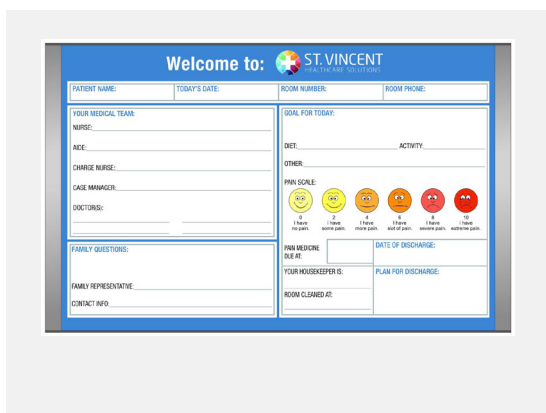 Welcome to: ST. VINCENT
HEALTHCARE SOLUTIONS
PATIENT NAME: TODAY'S DATE: ROOM NUMBER: ROOM PHONE:
YOUR MEDICAL TEAM:
NURSE:
AIDE:
CHARGE NURSE:
CAGE MANAGER:
DOCTOR(S):
GOAL FOR TODAY:
DIET: ACTIVITY:
OTHER:
PAIN SCALE:
0 2 4 6 8 10
I have I have I have I have I have I have
no pain. some pain. more pain. alot of pain. severe pain. extreme pain.
FAMILY QUESTIONS:
FAMILY REPRESENTATIVE:
CONTACT INFO:
PAIN MEDICINE
DUE AT:
DATE OF DISCHARGE:
YOUR HOUSEKEEPER IS:
ROOM CLEANED AT:
PLAN FOR DISCHARGE: